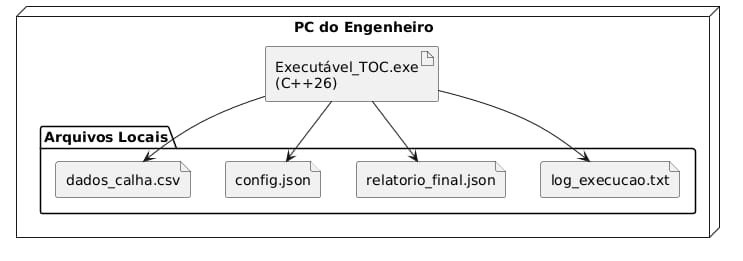 PC do Engenheiro
Executável_TOC.exe
(C++26)
Arquivos Locais
dados_calha.csv
config.json
relatorio_final.json
log_execucao.txt